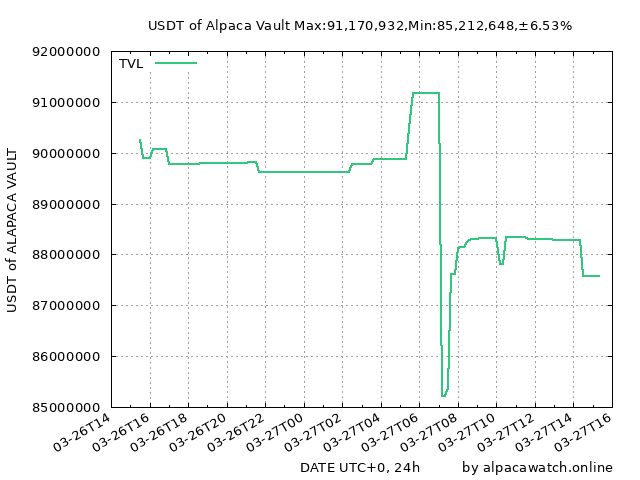 USDT of Alpaca Vault Max:91,170,932,Min:85,212,648,±6.53%
TVL
92000000
91000000
90000000
89000000
88000000
87000000
86000000
85000000
USDT of ALAPACA VAULT
03-26T14
03-26T16
03-26T18
03-26T20
03-26T22
03-27T00
03-27T02
03-27T04
03-27T06
03-27T08
03-27T10
03-27T12
03-27T14
03-27T16
DATE UTC+0, 24h
by alpacawatch.online